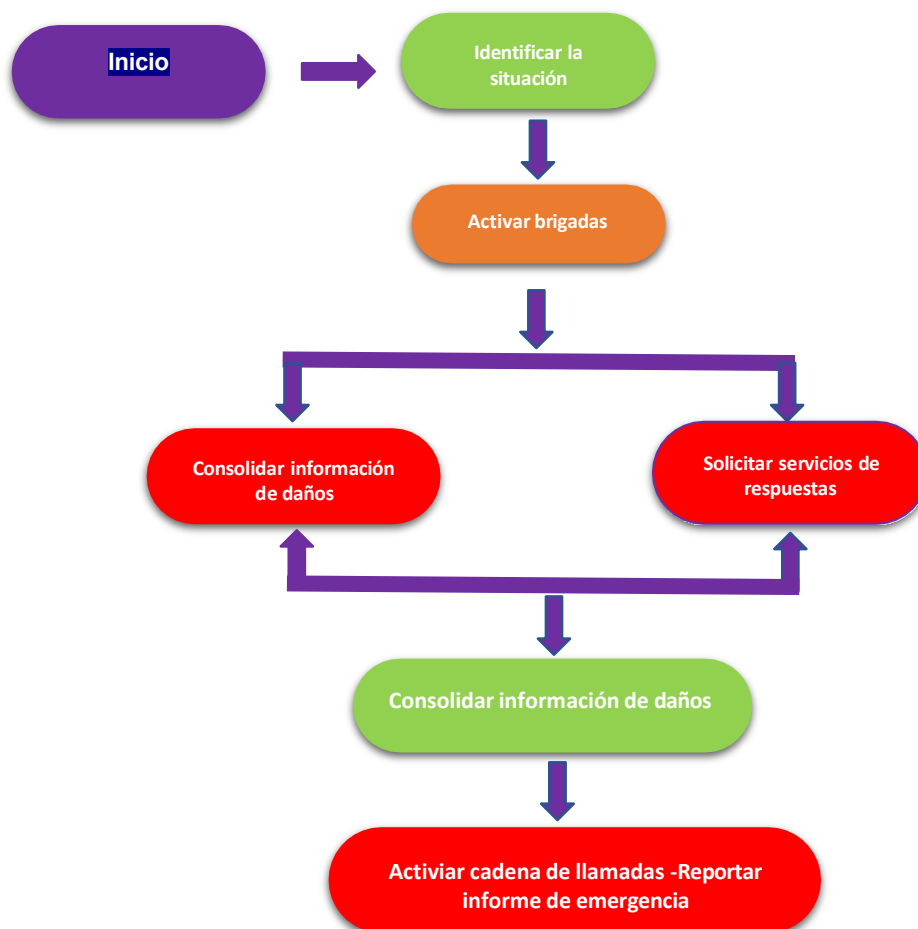 Inicio
Identificar la
situación
Activar brigadas
Consolidar información
de daños
Solicitar servicios de
respuestas
Consolidar información de daños
Activiar cadena de llamadas -Reportar
informe de emergencia